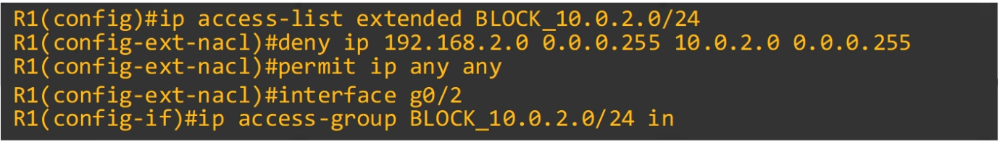 R1(config)#ip access-list extended BLOCK_10.0.2.0/24
R1(config-ext-nacl)#deny ip 192.168.2.0 0.0.0.255 10.0.2.0 0.0.0.255
R1(config-ext-nacl)#permit ip any any
R1(config-ext-nacl)#interface g0/2
R1(config-if)#ip access-group BLOCK_10.0.2.0/24 in